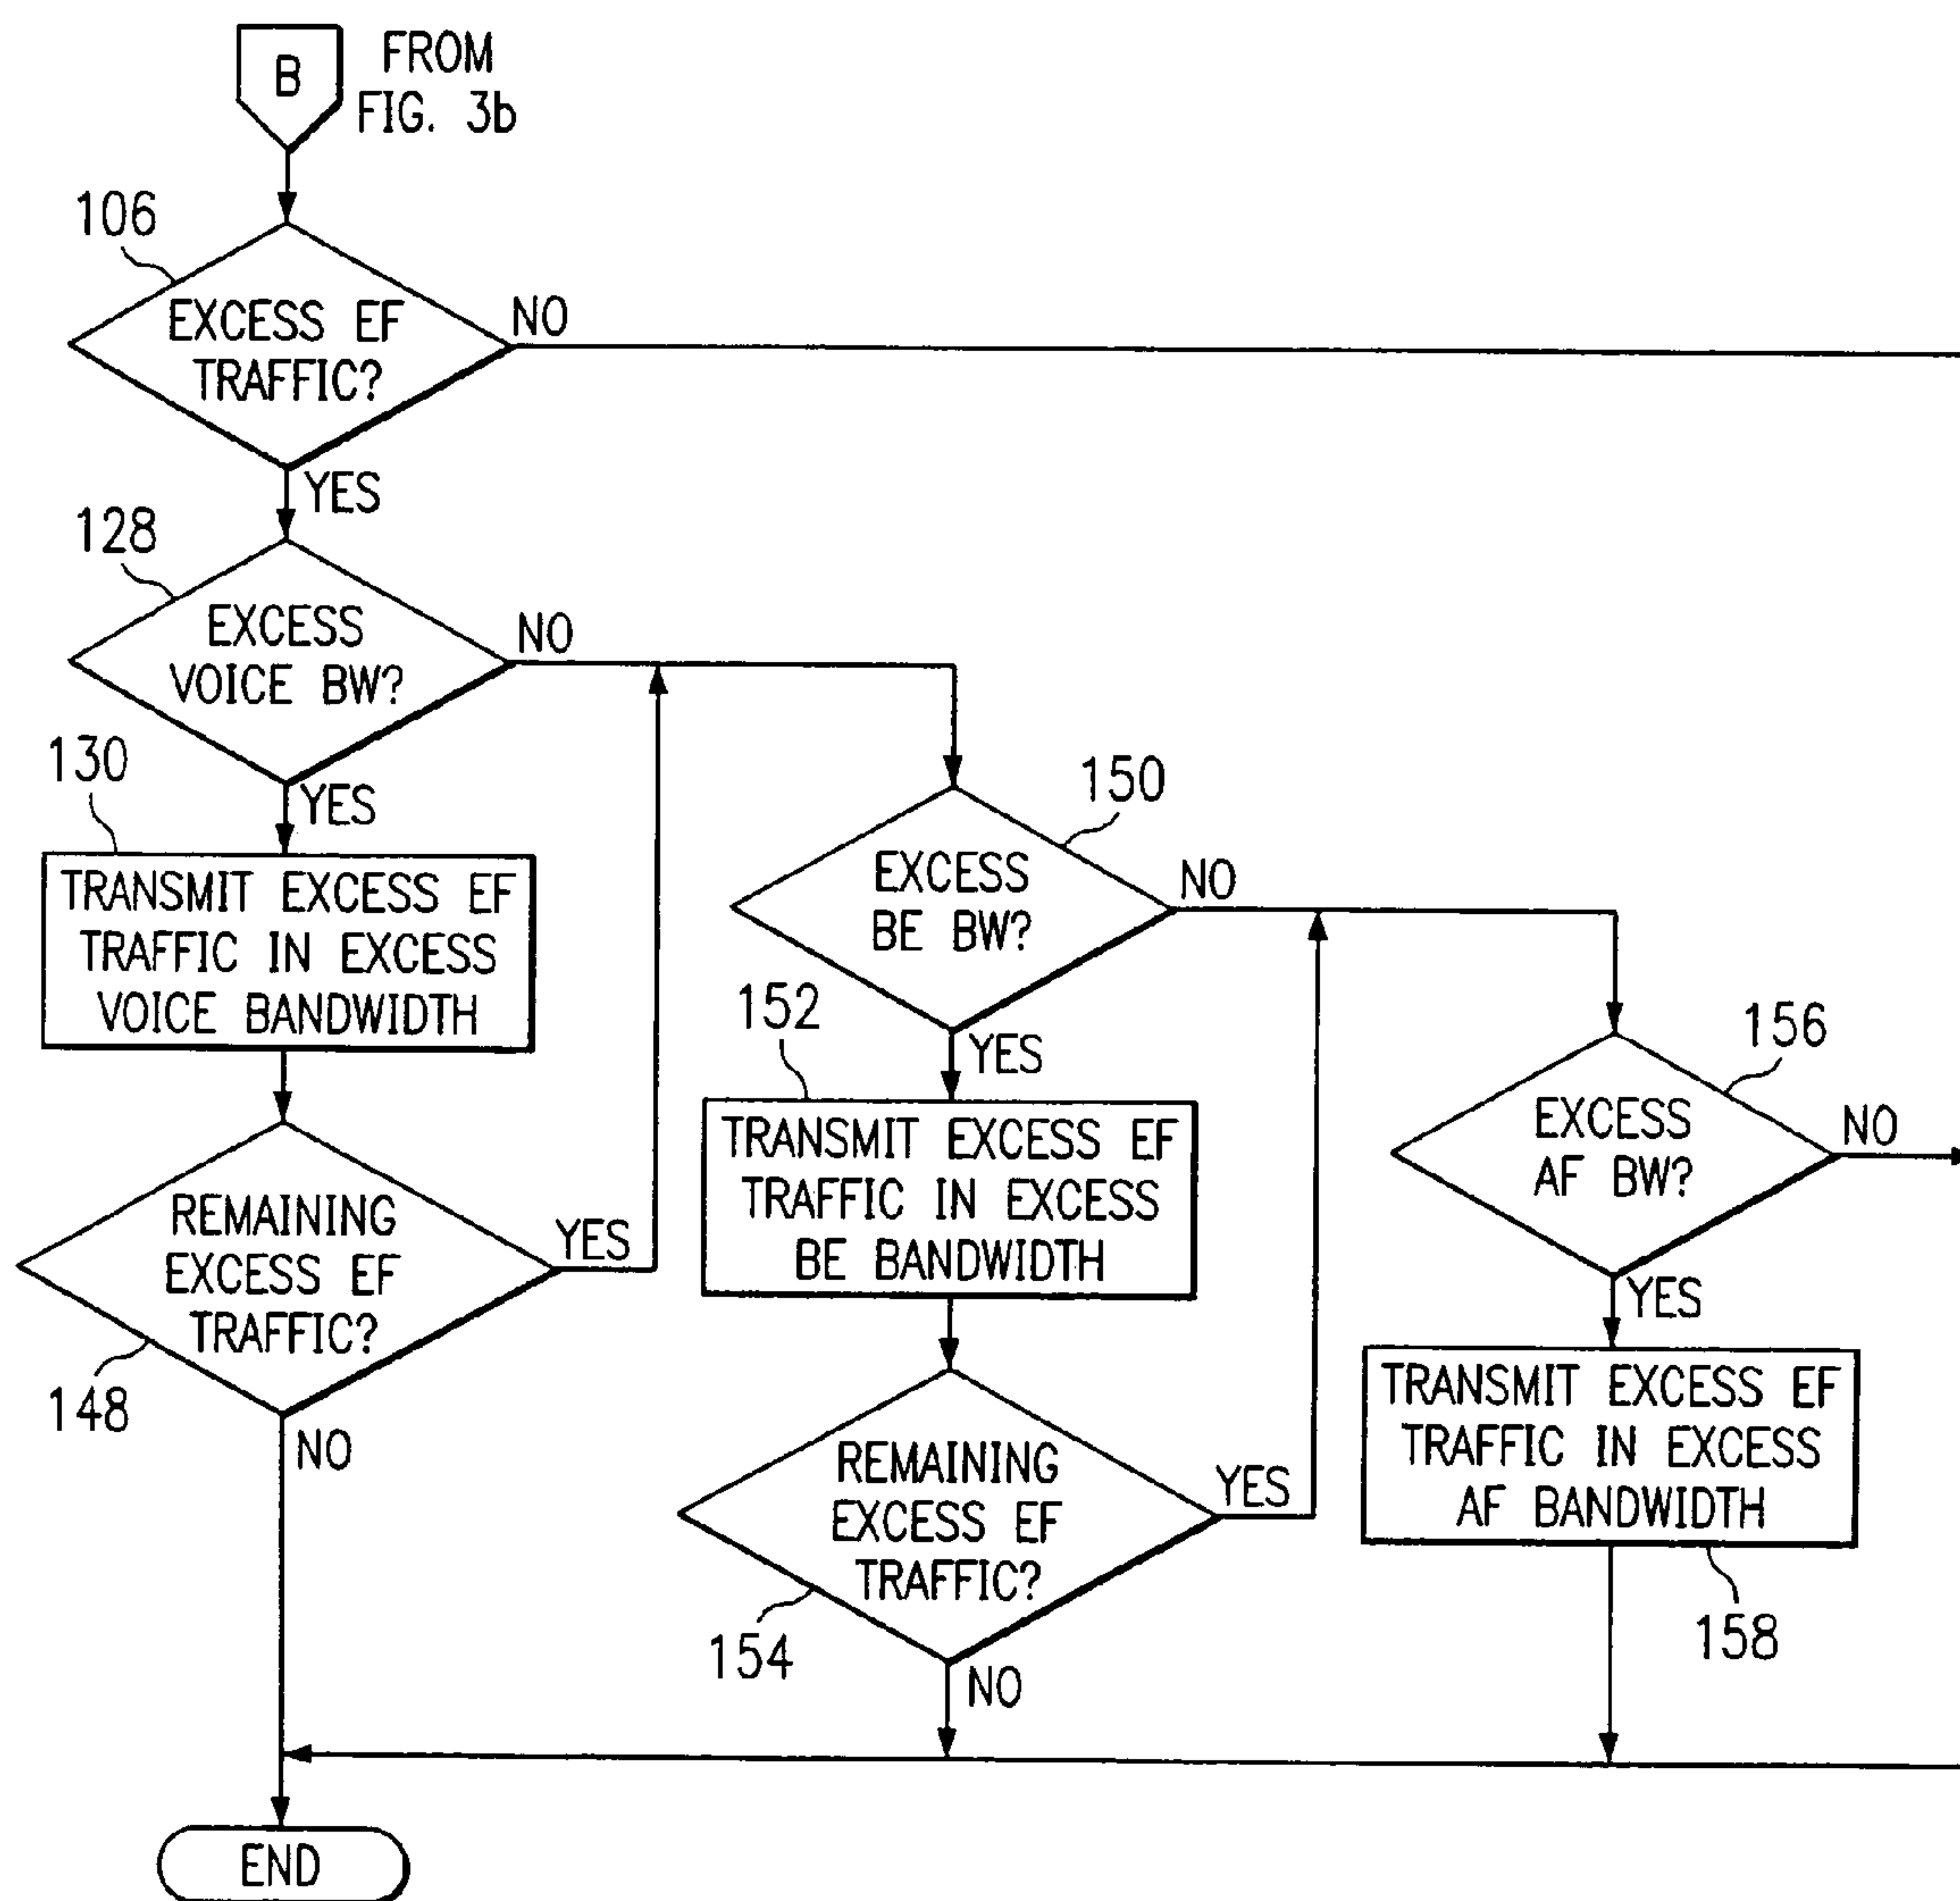 B
FROM
FIG. 3b
106
EXCESS EF
TRAFFIC?
NO
YES
128
EXCESS
VOICE BW?
NO
YES
130
TRANSMIT EXCESS EF
TRAFFIC IN EXCESS
VOICE BANDWIDTH
REMAINING
EXCESS EF
TRAFFIC?
YES
148
NO
150
EXCESS
BE BW?
NO
YES
152
TRANSMIT EXCESS EF
TRAFFIC IN EXCESS
BE BANDWIDTH
REMAINING
EXCESS EF
TRAFFIC?
YES
154
NO
156
EXCESS
AF BW?
NO
YES
TRANSMIT EXCESS EF
TRAFFIC IN EXCESS
AF BANDWIDTH
158
END